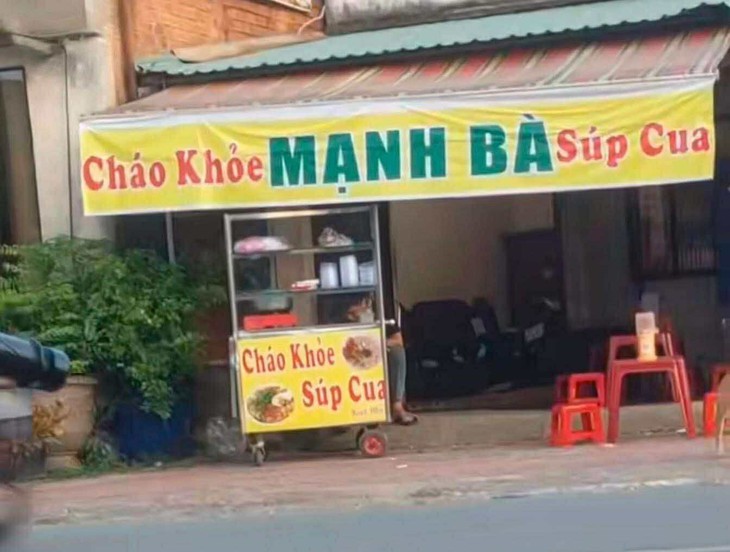 Cháo Khỏe MẠNH BÀ Súp Cua
Cháo Khỏe
Súp Cua